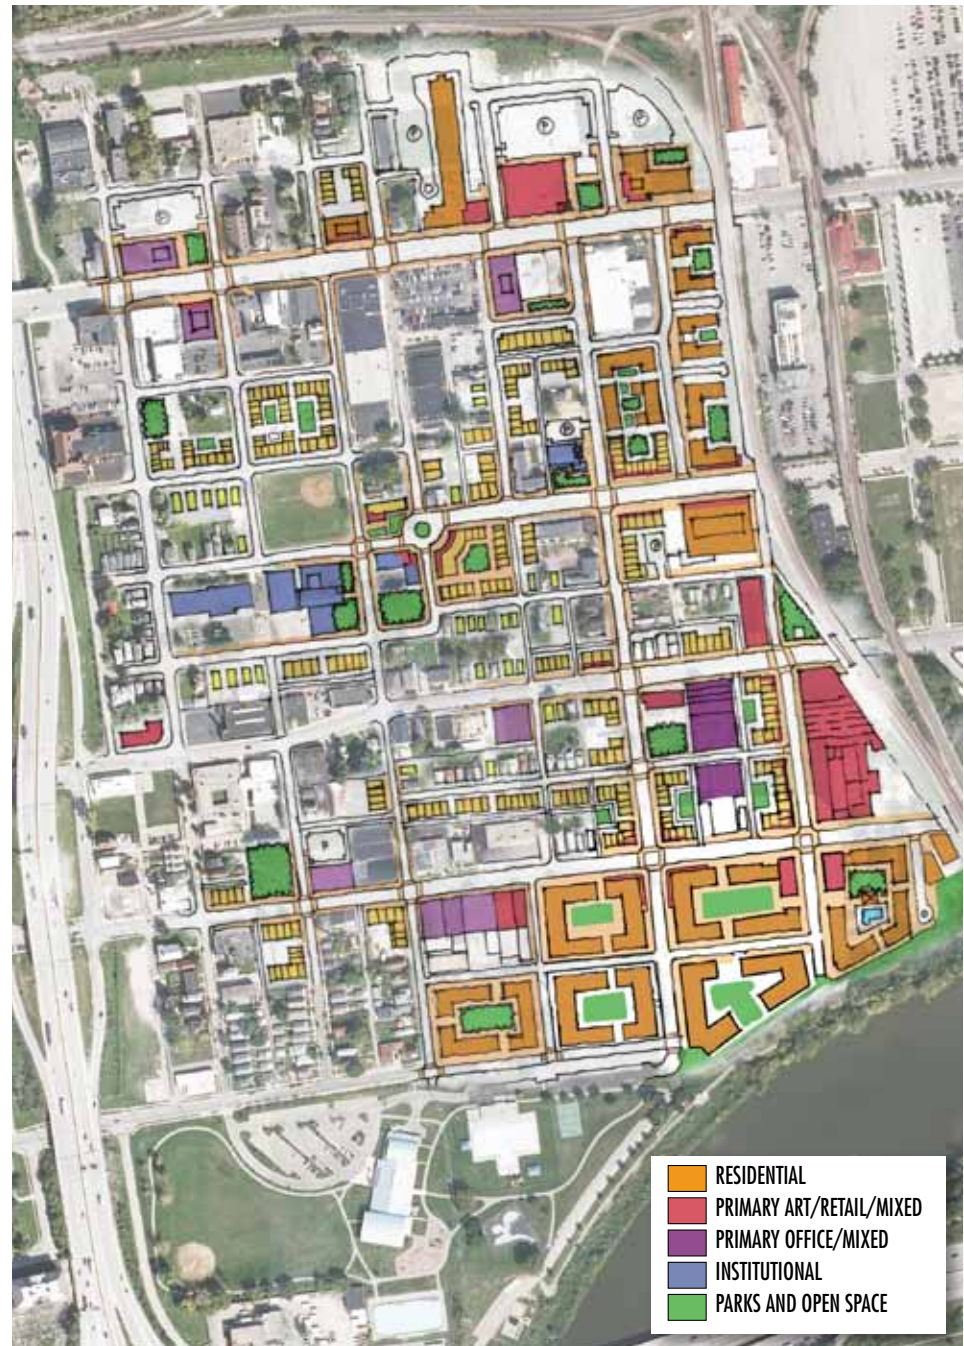 P
P
P
P
P
P
RESIDENTIAL
PRIMARY ART/RETAIL/MIXED
PRIMARY OFFICE/MIXED
INSTITUTIONAL
PARKS AND OPEN SPACE